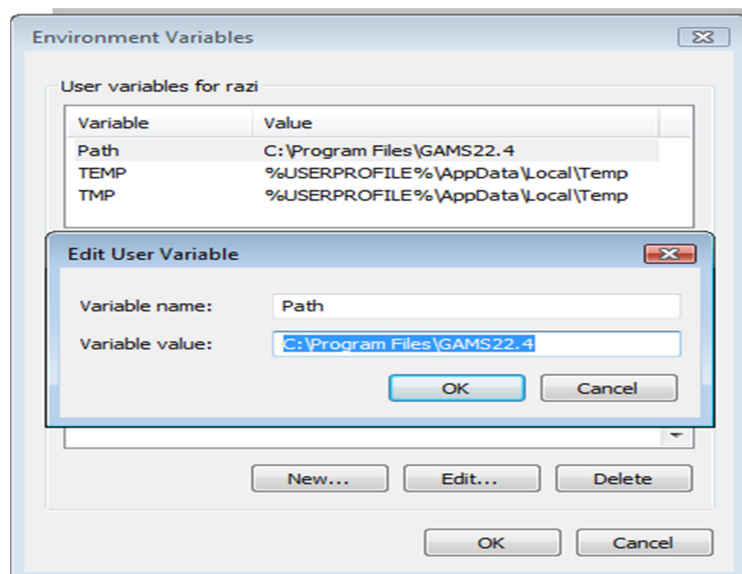 Environment Variables
User variables for razi
Variable Value
Path C:\Program Files\GAMS22.4
TEMP %USERPROFILE%\AppData\Local\Temp
TMP %USERPROFILE%\AppData\Local\Temp
Edit User Variable
Variable name: Path
Variable value: C:\Program Files\GAMS22.4
OK Cancel
New... Edit... Delete
OK Cancel